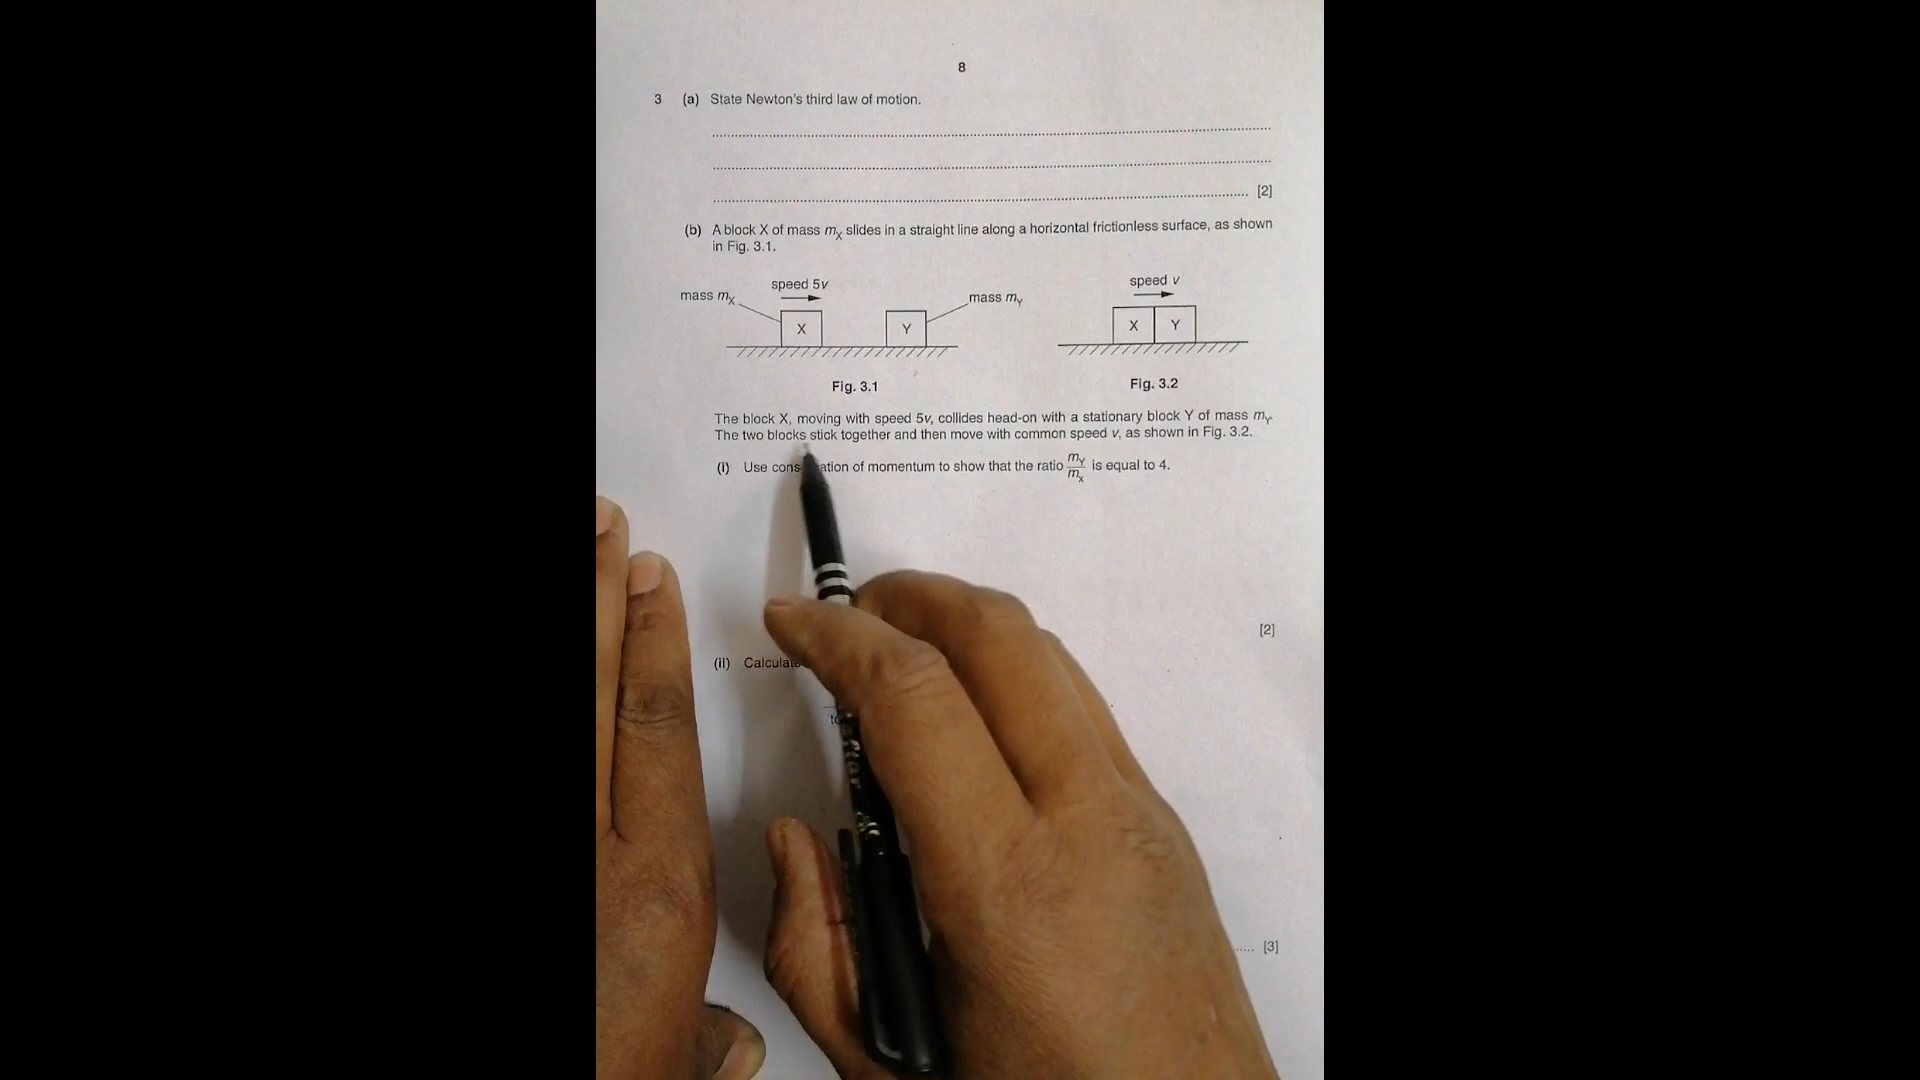 8
3 (a) State Newton's third law of motion.
[2]
(b) A block X of mass mX slides in a straight line along a horizontal frictionless surface, as shown
in Fig. 3.1.
speed 5v
mass mX
mass mY
X
Y
Fig. 3.1
speed v
X
Y
Fig. 3.2
The block X, moving with speed 5v, collides head-on with a stationary block Y of mass mY.
The two blocks stick together and then move with common speed v, as shown in Fig. 3.2.
(i) Use of momentum to show that the ratio mY/mX is equal to 4.
[2]
(ii) Calculate
[3]